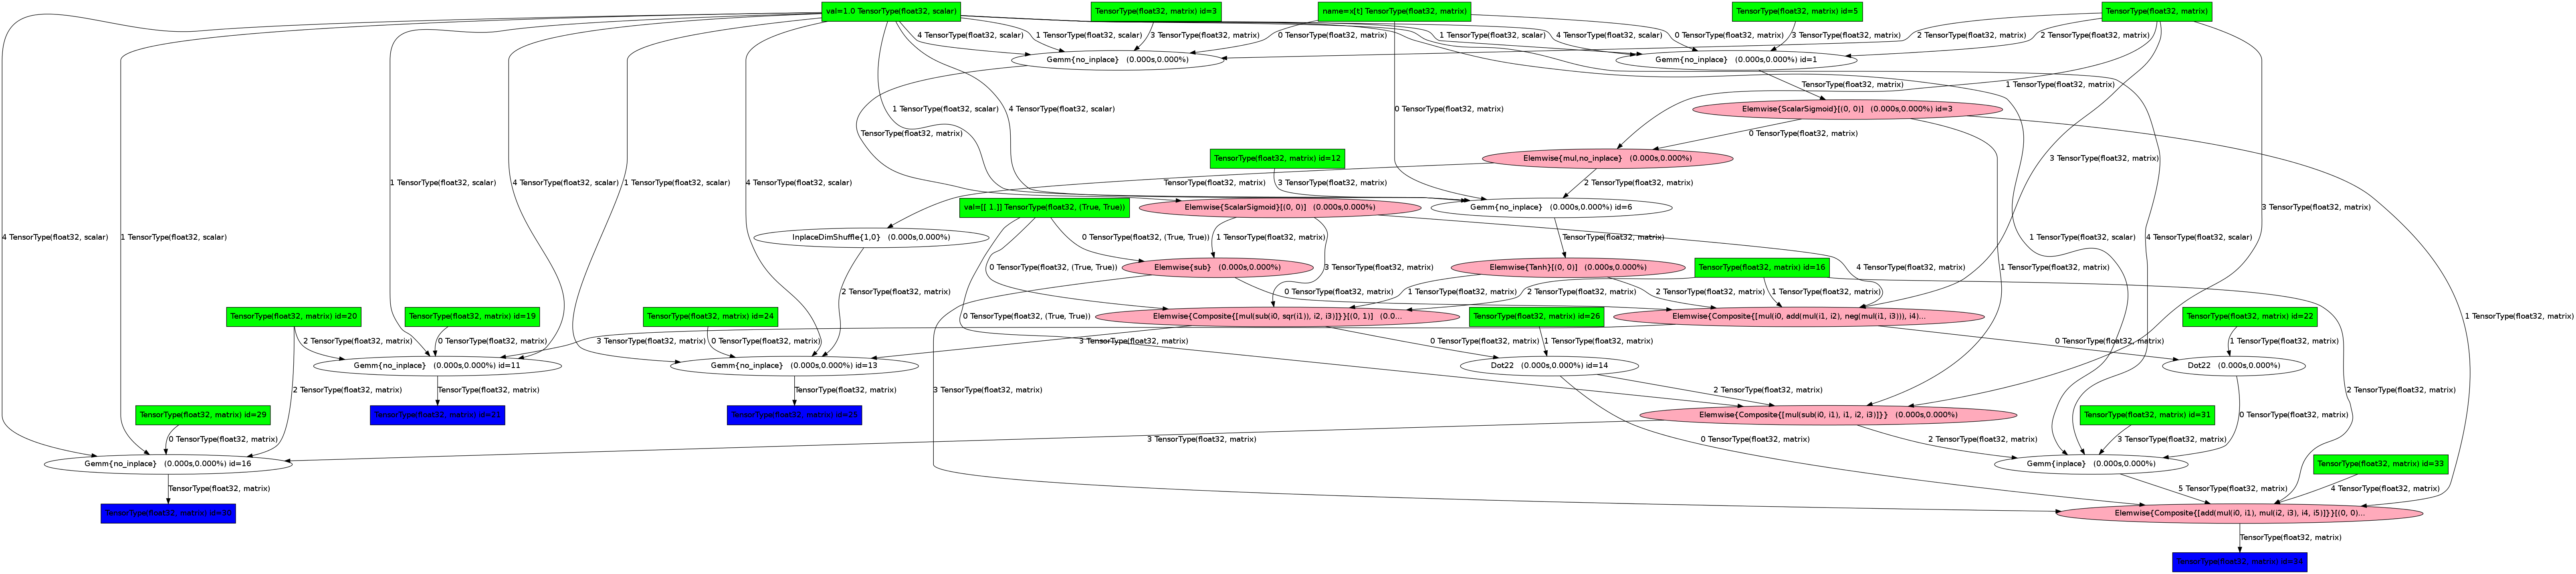 val=1.0 TensorType(float32, scalar)
TensorType(float32, matrix) id=3
name=x[t] TensorType(float32, matrix)
TensorType(float32, matrix) id=5
TensorType(float32, matrix)
4 TensorType(float32, scalar)
1 TensorType(float32, scalar)
3 TensorType(float32, matrix)
0 TensorType(float32, matrix)
1 TensorType(float32, scalar)
4 TensorType(float32, scalar)
0 TensorType(float32, matrix)
3 TensorType(float32, matrix)
2 TensorType(float32, matrix)
2 TensorType(float32, matrix)
Gemm{no_inplace} (0.000s,0.000%)
Gemm{no_inplace} (0.000s,0.000%) id=1
TensorType(float32, matrix)
1 TensorType(float32, matrix)
1 TensorType(float32, scalar)
4 TensorType(float32, scalar)
0 TensorType(float32, matrix)
Elemwise{ScalarSigmoid}[(0, 0)] (0.000s,0.000%) id=3
TensorType(float32, matrix)
0 TensorType(float32, matrix)
TensorType(float32, matrix) id=12
Elemwise{mul,no_inplace} (0.000s,0.000%)
3 TensorType(float32, matrix)
1 TensorType(float32, scalar)
4 TensorType(float32, scalar)
1 TensorType(float32, scalar)
4 TensorType(float32, scalar)
TensorType(float32, matrix)
3 TensorType(float32, matrix)
2 TensorType(float32, matrix)
val=[[ 1.]] TensorType(float32, (True, True))
Elemwise{ScalarSigmoid}[(0, 0)] (0.000s,0.000%)
Gemm{no_inplace} (0.000s,0.000%) id=6
3 TensorType(float32, matrix)
4 TensorType(float32, scalar)
1 TensorType(float32, scalar)
InplaceDimShuffle{1,0} (0.000s,0.000%)
0 TensorType(float32, (True, True))
1 TensorType(float32, matrix)
TensorType(float32, matrix)
1 TensorType(float32, scalar)
4 TensorType(float32, scalar)
0 TensorType(float32, (True, True))
Elemwise{sub} (0.000s,0.000%)
3 TensorType(float32, matrix)
Elemwise{Tanh}[(0, 0)] (0.000s,0.000%)
TensorType(float32, matrix) id=16
4 TensorType(float32, matrix)
1 TensorType(float32, matrix)
2 TensorType(float32, matrix)
0 TensorType(float32, matrix)
1 TensorType(float32, matrix)
2 TensorType(float32, matrix)
2 TensorType(float32, matrix)
1 TensorType(float32, matrix)
TensorType(float32, matrix) id=20
TensorType(float32, matrix) id=19
TensorType(float32, matrix) id=24
0 TensorType(float32, (True, True))
Elemwise{Composite{[mul(sub(i0, sqr(i1)), i2, i3)]}}[(0, 1)] (0.0...
TensorType(float32, matrix) id=26
Elemwise{Composite{[mul(i0, add(mul(i1, i2), neg(mul(i1, i3))), i4)...
TensorType(float32, matrix) id=22
1 TensorType(float32, matrix)
2 TensorType(float32, matrix)
0 TensorType(float32, matrix)
3 TensorType(float32, matrix)
0 TensorType(float32, matrix)
3 TensorType(float32, matrix)
0 TensorType(float32, matrix)
1 TensorType(float32, matrix)
0 TensorType(float32, matrix)
1 TensorType(float32, matrix)
Gemm{no_inplace} (0.000s,0.000%) id=11
Gemm{no_inplace} (0.000s,0.000%) id=13
Dot22 (0.000s,0.000%) id=14
Dot22 (0.000s,0.000%)
2 TensorType(float32, matrix)
TensorType(float32, matrix)
TensorType(float32, matrix)
3 TensorType(float32, matrix)
2 TensorType(float32, matrix)
2 TensorType(float32, matrix)
TensorType(float32, matrix) id=29
TensorType(float32, matrix) id=21
TensorType(float32, matrix) id=25
Elemwise{Composite{[mul(sub(i0, i1), i1, i2, i3)]}} (0.000s,0.000%)
TensorType(float32, matrix) id=31
0 TensorType(float32, matrix)
0 TensorType(float32, matrix)
3 TensorType(float32, matrix)
0 TensorType(float32, matrix)
2 TensorType(float32, matrix)
3 TensorType(float32, matrix)
Gemm{no_inplace} (0.000s,0.000%) id=16
Gemm{inplace} (0.000s,0.000%)
TensorType(float32, matrix) id=33
TensorType(float32, matrix)
5 TensorType(float32, matrix)
4 TensorType(float32, matrix)
TensorType(float32, matrix) id=30
Elemwise{Composite{[add(mul(i0, i1), mul(i2, i3), i4, i5)]}}[(0, 0)...
TensorType(float32, matrix)
TensorType(float32, matrix)